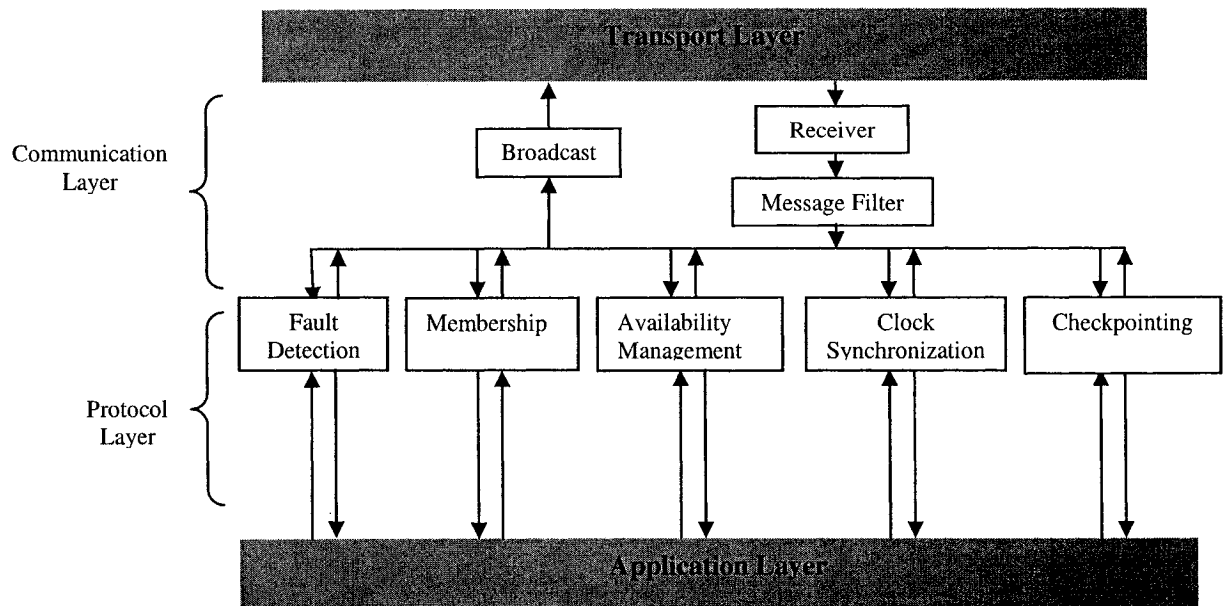 Transport Layer
Communication
Layer
Broadcast
Receiver
Message Filter
Fault
Detection
Membership
Availability
Management
Clock
Synchronization
Checkpointing
Protocol
Layer
Application Layer